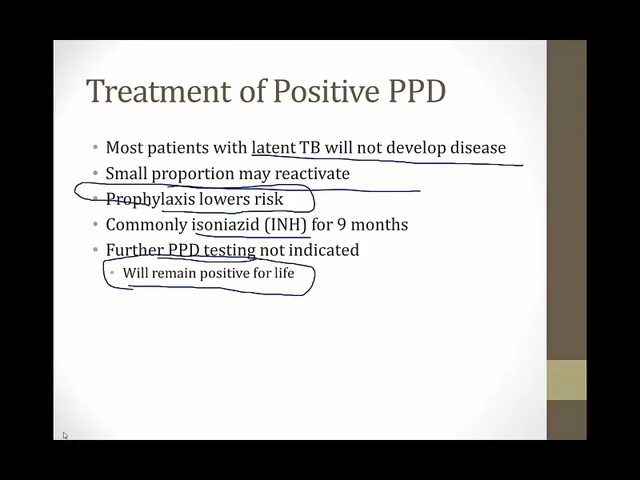 Treatment of Positive PPD
• Most patients with latent TB will not develop disease
• Small proportion may reactivate
• Prophylaxis lowers risk
• Commonly isoniazid (INH) for 9 months
• Further PPD testing not indicated
• Will remain positive for life